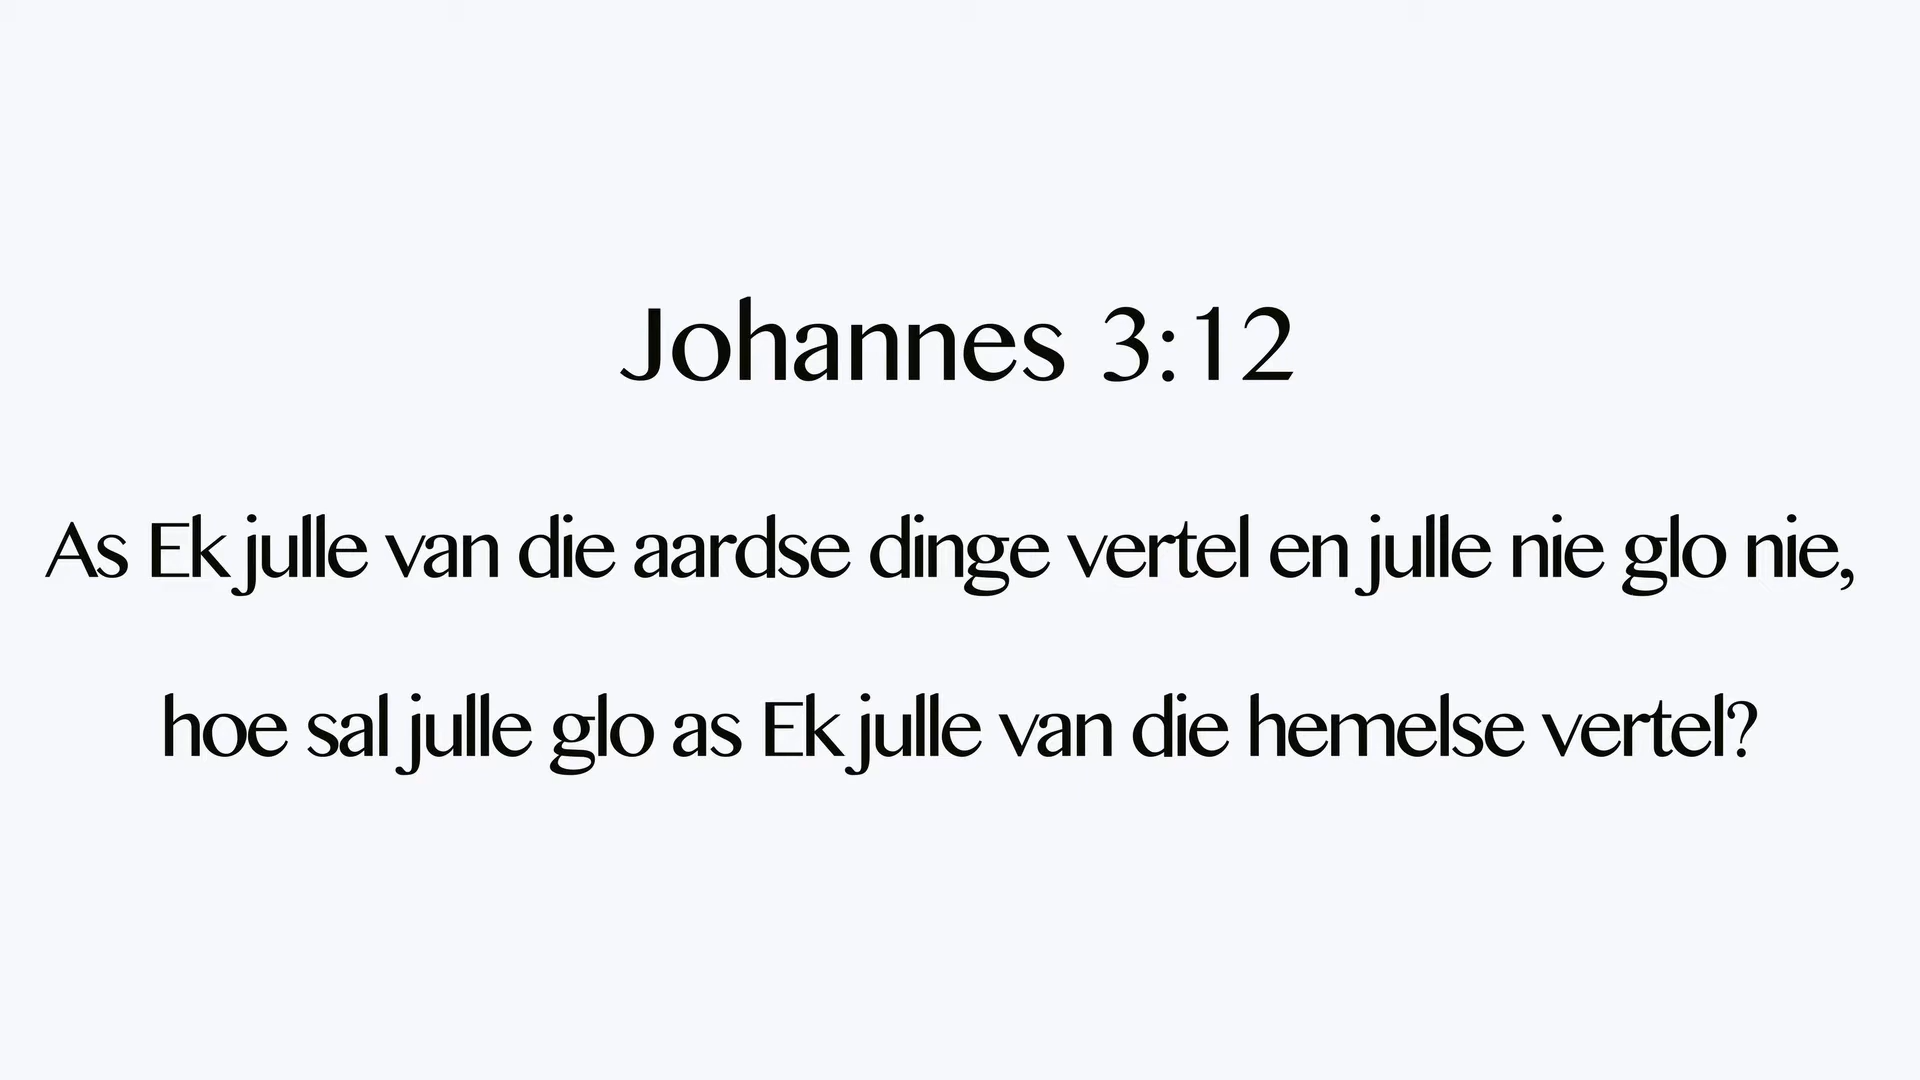 Johannes 3:12
As Ek julle van die aardse dinge vertel en julle nie glo nie,
hoe sal julle glo as Ek julle van die hemelse vertel?